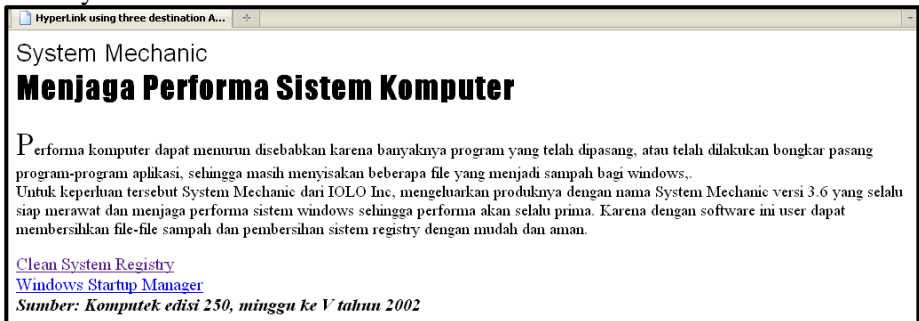 HyperLink using three destination A...
System Mechanic
Menjaga Performa Sistem Komputer
Performa komputer dapat menurun disebabkan karena banyaknya program yang telah dipasang, atau telah dilakukan bongkar pasang
program-program aplikasi, sehingga masih menyisakan beberapa file yang menjadi sampah bagi windows,.
Untuk keperluan tersebut System Mechanic dari IOLO Inc, mengeluarkan produknya dengan nama System Mechanic versi 3.6 yang selalu
siap merawat dan menjaga performa sistem windows sehingga performa akan selalu prima. Karena dengan software ini user dapat
membersihkan file-file sampah dan pembersihan sistem registry dengan mudah dan aman.
Clean System Registry
Windows Startup Manager
Sumber: Komputek edisi 250, minggu ke V tahun 2002